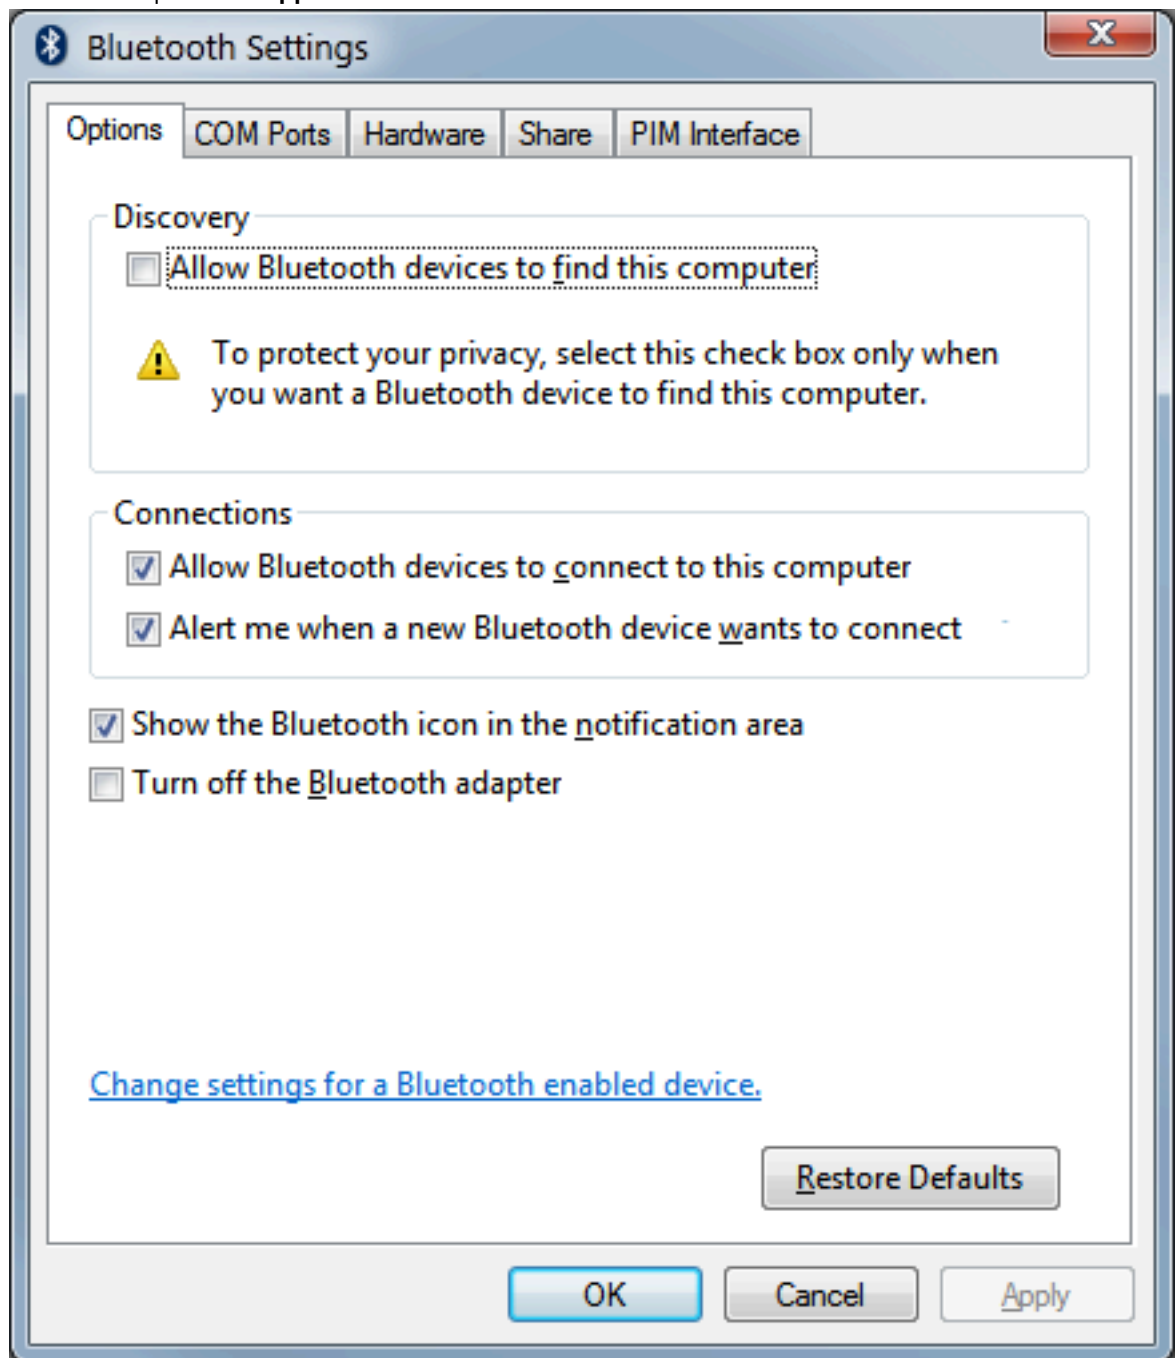 Bluetooth Settings
Options COM Ports Hardware Share PIM Interface
Discovery
Allow Bluetooth devices to find this computer
To protect your privacy, select this check box only when
you want a Bluetooth device to find this computer.
Connections
Allow Bluetooth devices to connect to this computer
Alert me when a new Bluetooth device wants to connect
Show the Bluetooth icon in the notification area
Turn off the Bluetooth adapter
Change settings for a Bluetooth enabled device.
Restore Defaults
OK Cancel Apply